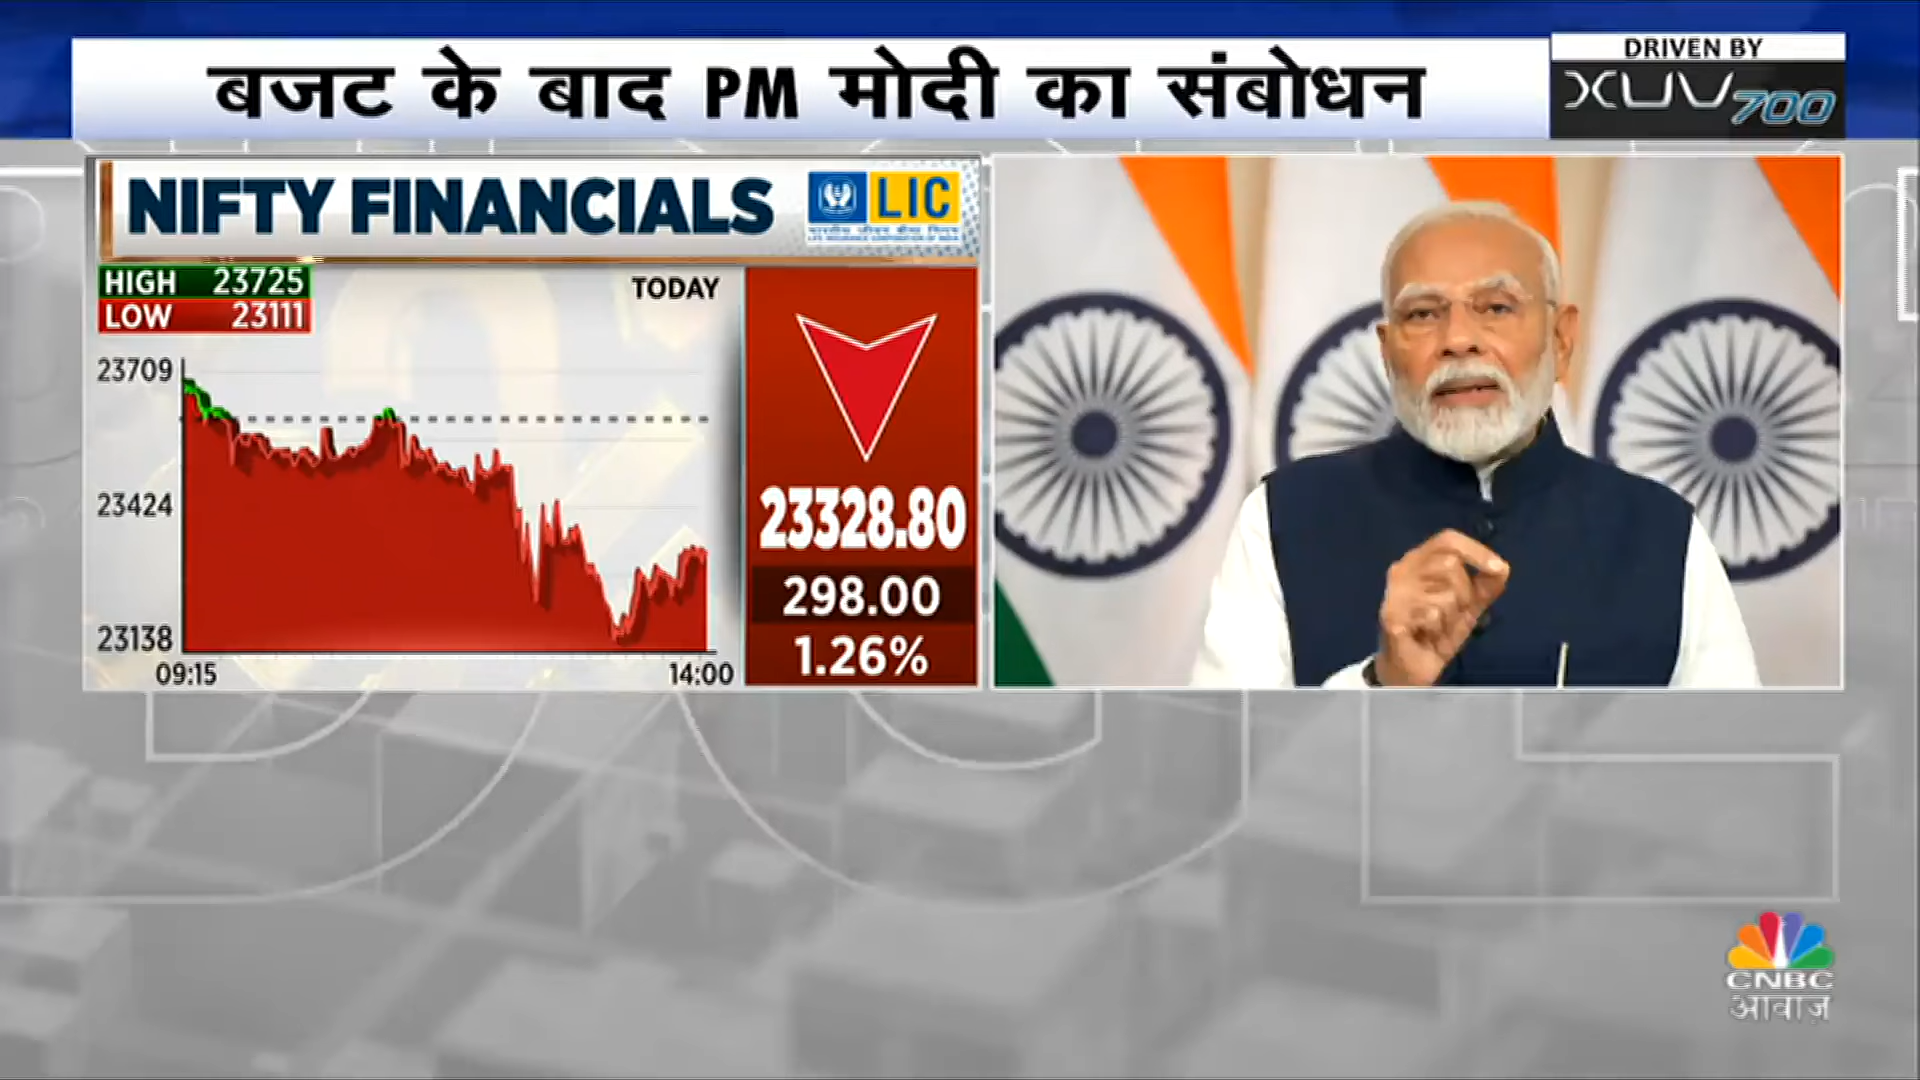 बजट के बाद PM मोदी का संबोधन
DRIVEN BY
XUV700
NIFTY FINANCIALS
LIC
HIGH 23725
LOW 23111
TODAY
23709
23424
23138
09:15
14:00
23328.80
298.00
1.26%
CNBC
आवाज़